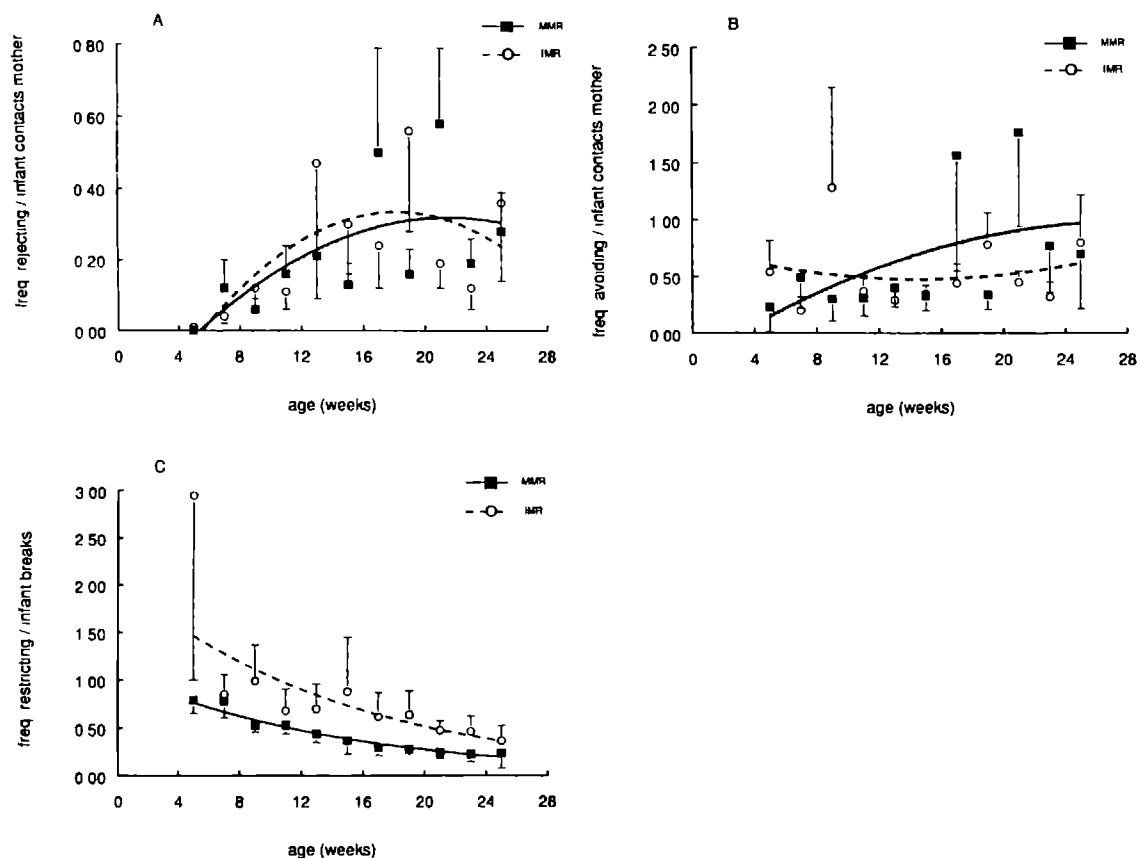 A
freq rejecting / infant contacts mother
0 80
0 60
0 40
0 20
0 00
0 4 8 12 16 20 24 28
age (weeks)
MMR
IMR
B
freq avoiding / infant contacts mother
2 50
2 00
1 50
1 00
0 50
0 00
0 4 8 12 16 20 24 28
age (weeks)
MMR
IMR
C
freq restricting / infant breaks
3 00
2 50
2 00
1 50
1 00
0 50
0 00
0 4 8 12 16 20 24 28
age (weeks)
MMR
IMR